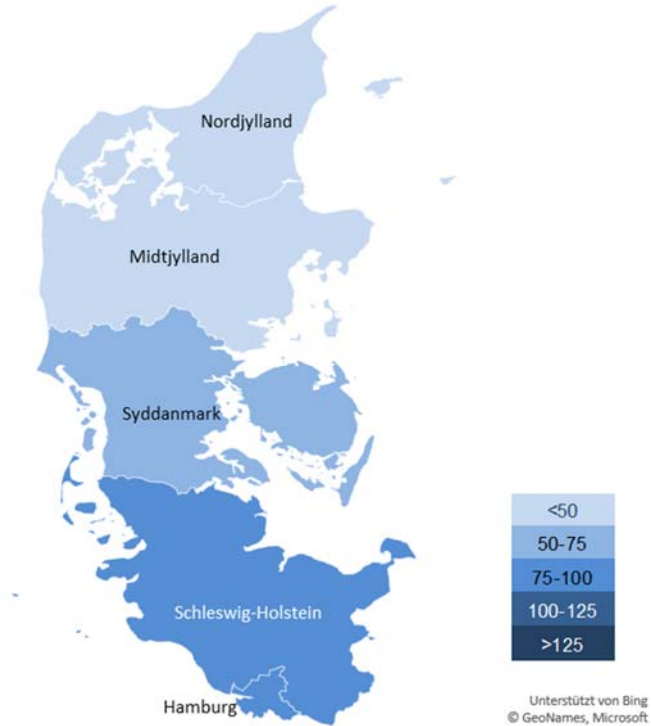 Nordjylland
Midtjylland
Syddanmark
Schleswig-Holstein
Hamburg
<50
50-75
75-100
100-125
>125
Unterstützt von Bing
© GeoNames, Microsoft